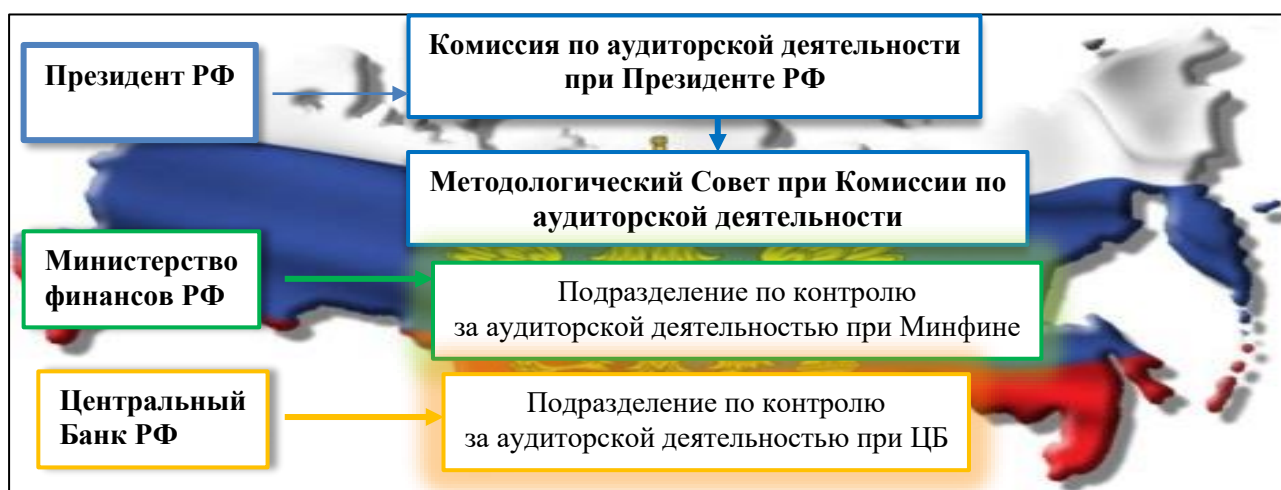 Президент РФ
Комиссия по аудиторской деятельности
при Президенте РФ
Методологический Совет при Комиссии по
аудиторской деятельности
Министерство
финансов РФ
Подразделение по контролю
за аудиторской деятельностью при Минфине
Центральный
Банк РФ
Подразделение по контролю
за аудиторской деятельностью при ЦБ